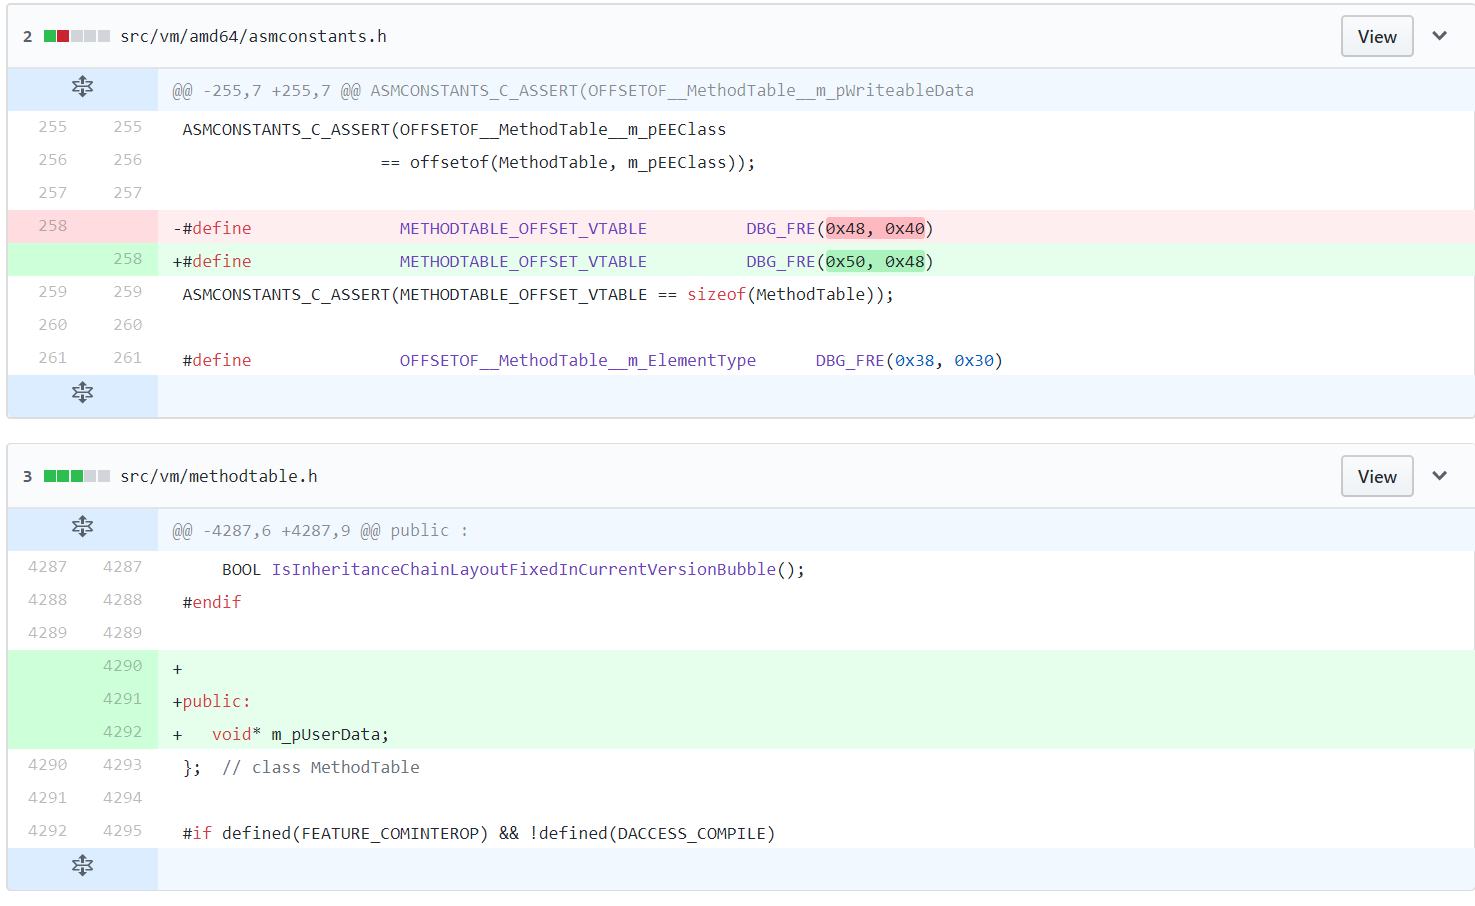 2 src/vm/amd64/asmconstants.h View
@@ -255,7 +255,7 @@ ASMCONSTANTS_C_ASSERT(OFFSETOF__MethodTable__m_pWriteableData
255 255 ASMCONSTANTS_C_ASSERT(OFFSETOF__MethodTable__m_pEEClass
256 256 == offsetof(MethodTable, m_pEEClass));
257 257
258 -#define METHODTABLE_OFFSET_VTABLE DBG_FRE(0x48, 0x40)
258 +#define METHODTABLE_OFFSET_VTABLE DBG_FRE(0x50, 0x48)
259 259 ASMCONSTANTS_C_ASSERT(METHODTABLE_OFFSET_VTABLE == sizeof(MethodTable));
260 260
261 261 #define OFFSETOF__MethodTable__m_ElementType DBG_FRE(0x38, 0x30)
3 src/vm/methodtable.h View
@@ -4287,6 +4287,9 @@ public :
4287 4287 BOOL IsInheritanceChainLayoutFixedInCurrentVersionBubble();
4288 4288 #endif
4289 4289
4290 +
4291 +public:
4292 + void* m_pUserData;
4290 4293 }; // class MethodTable
4291 4294
4292 4295 #if defined(FEATURE_COMINTEROP) && !defined(DACCESS_COMPILE)